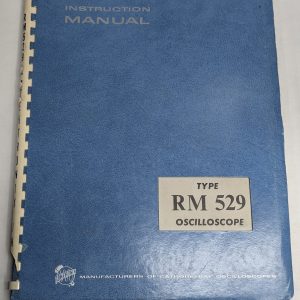 INSTRUCTION
MANUAL
TYPE
RM 529
OSCILLOSCOPE
MANUFACTURERS OF CATHODE-RAY OSCILLOSCOPES